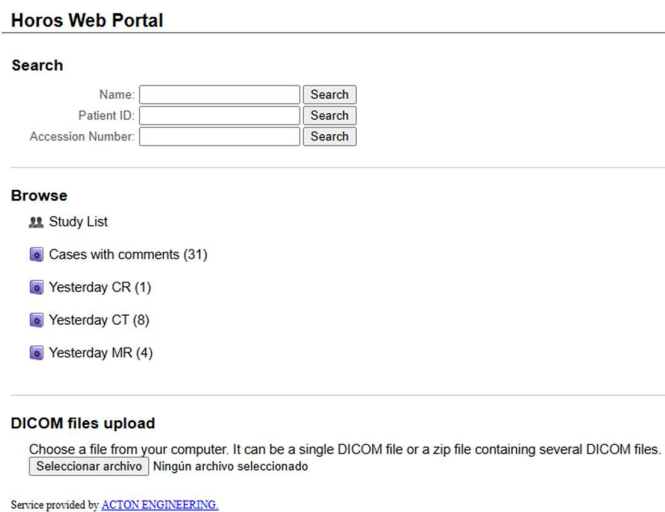 Horos Web Portal
Search
Name: Search
Patient ID: Search
Accession Number: Search
Browse
Study List
Cases with comments (31)
Yesterday CR (1)
Yesterday CT (8)
Yesterday MR (4)
DICOM files upload
Choose a file from your computer. It can be a single DICOM file or a zip file containing several DICOM files.
Seleccionar archivo Ningún archivo seleccionado
Service provided by ACTON ENGINEERING.